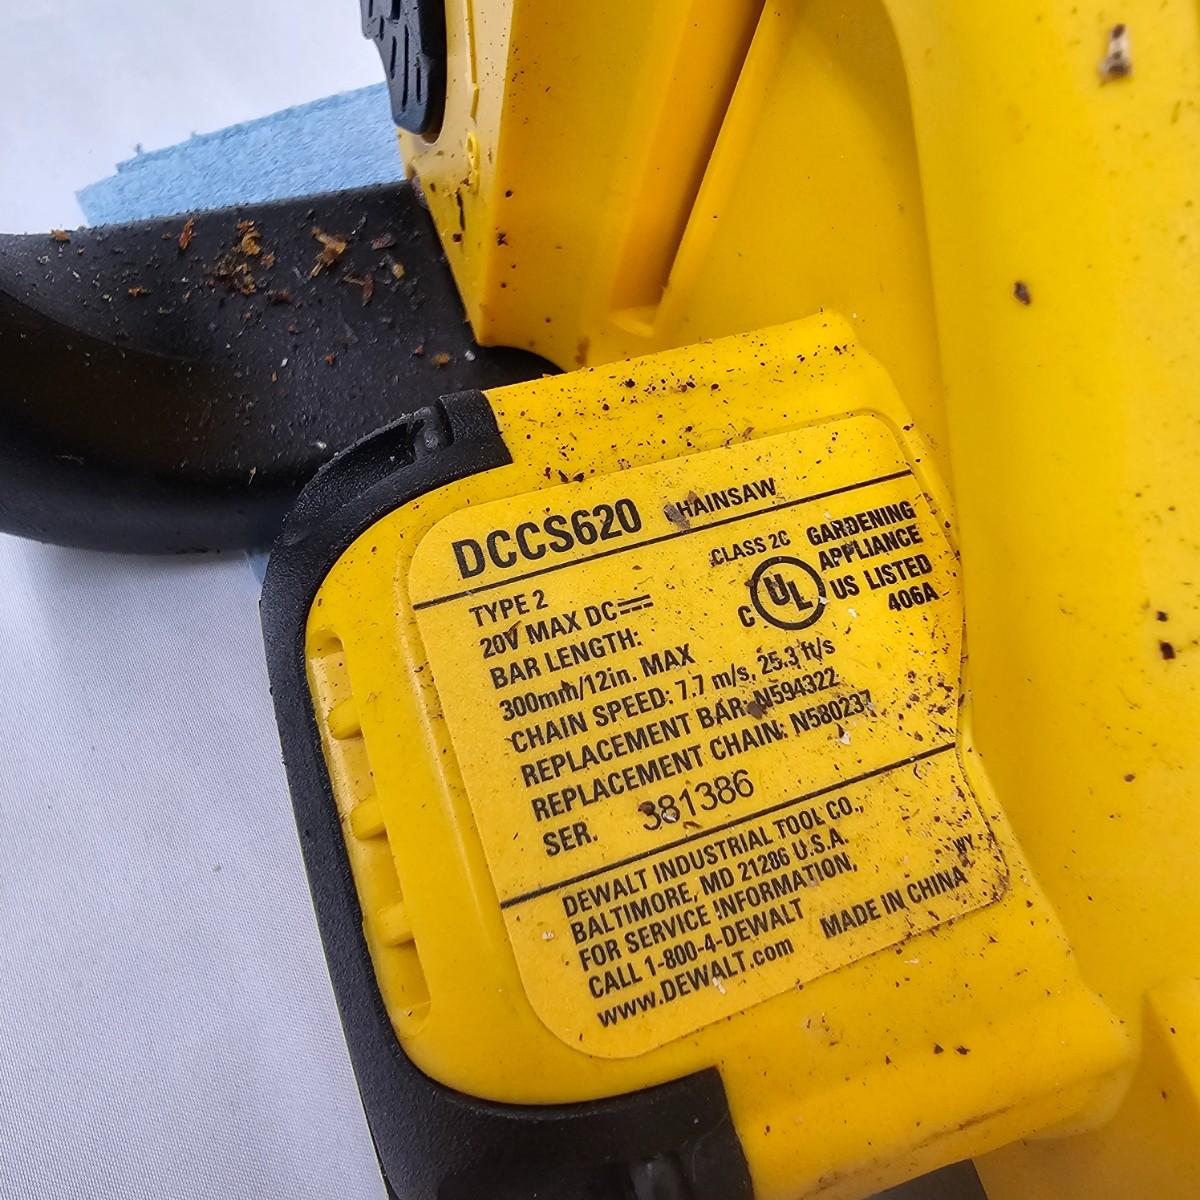 DCCS620 CHAINSAW
TYPE 2
20V MAX DC
BAR LENGTH:
300mm/12in. MAX
CHAIN SPEED: 7.7 m/s, 25.3 ft/s
REPLACEMENT BAR: N594322
REPLACEMENT CHAIN: N580237
SER. 381386
CLASS 2C GARDENING
APPLIANCE
C UL US LISTED
406A
DEWALT INDUSTRIAL TOOL CO.,
BALTIMORE, MD 21286 U.S.A.
FOR SERVICE INFORMATION,
CALL 1-800-4-DEWALT
www.DEWALT.com
WY
MADE IN CHINA